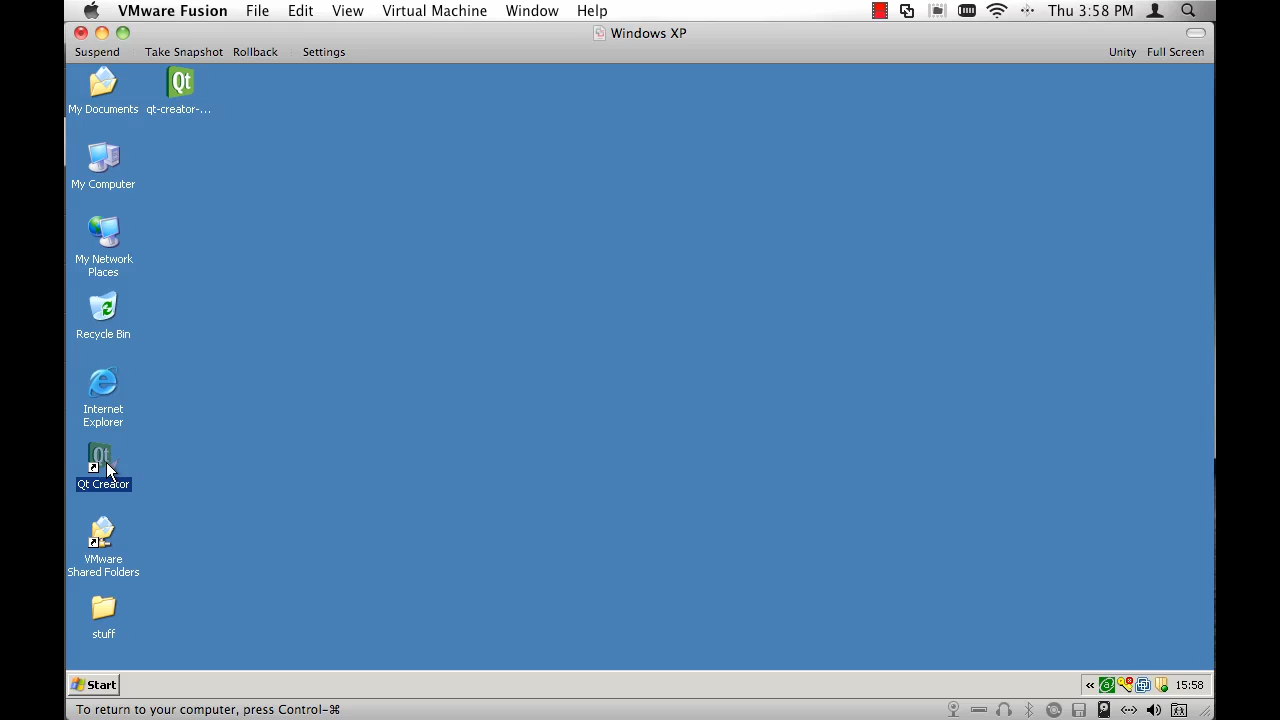 VMware Fusion File Edit View Virtual Machine Window Help Thu 3:58 PM
Windows XP
Suspend Take Snapshot Rollback Settings Unity Full Screen
Qt
My Documents qt-creator-...
My Computer
My Network
Places
Recycle Bin
Internet
Explorer
Qt
Qt Creator
VMware
Shared Folders
stuff
Start « 15:58
To return to your computer, press Control-⌘